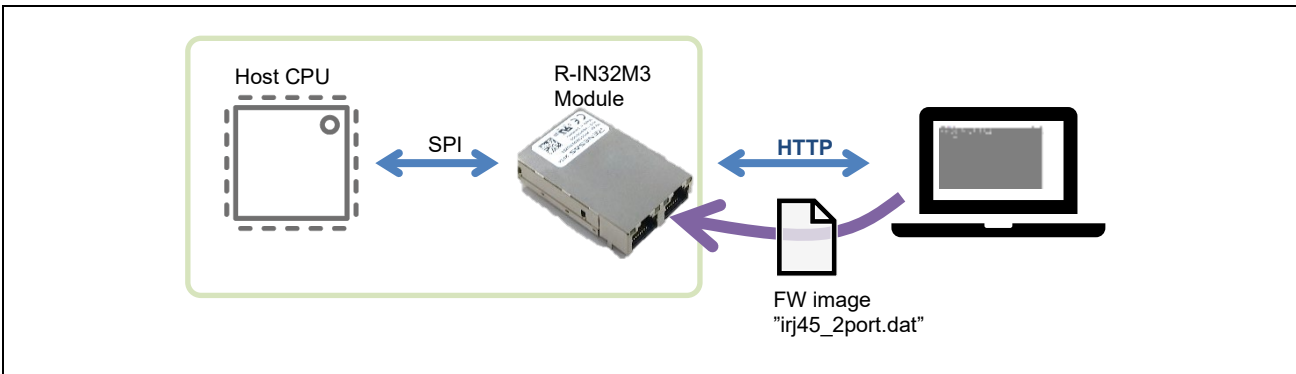 Host CPU
R-IN32M3
Module
SPI
HTTP
FW image
”irj45_2port.dat”